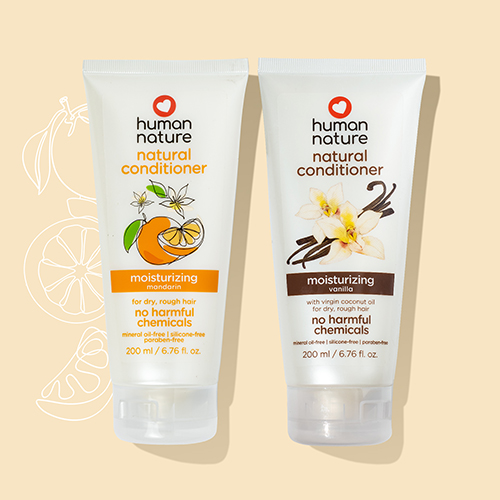 human
nature
natural
conditioner
moisturizing
mandarin
for dry, rough hair
no harmful
chemicals
mineral oil-free | silicone-free
paraben-free
200 ml / 6.76 fl. oz.
human
nature
natural
conditioner
moisturizing
vanilla
with virgin coconut oil
for dry, rough hair
no harmful
chemicals
mineral oil-free | silicone-free | paraben-free
200 ml / 6.76 fl. oz.